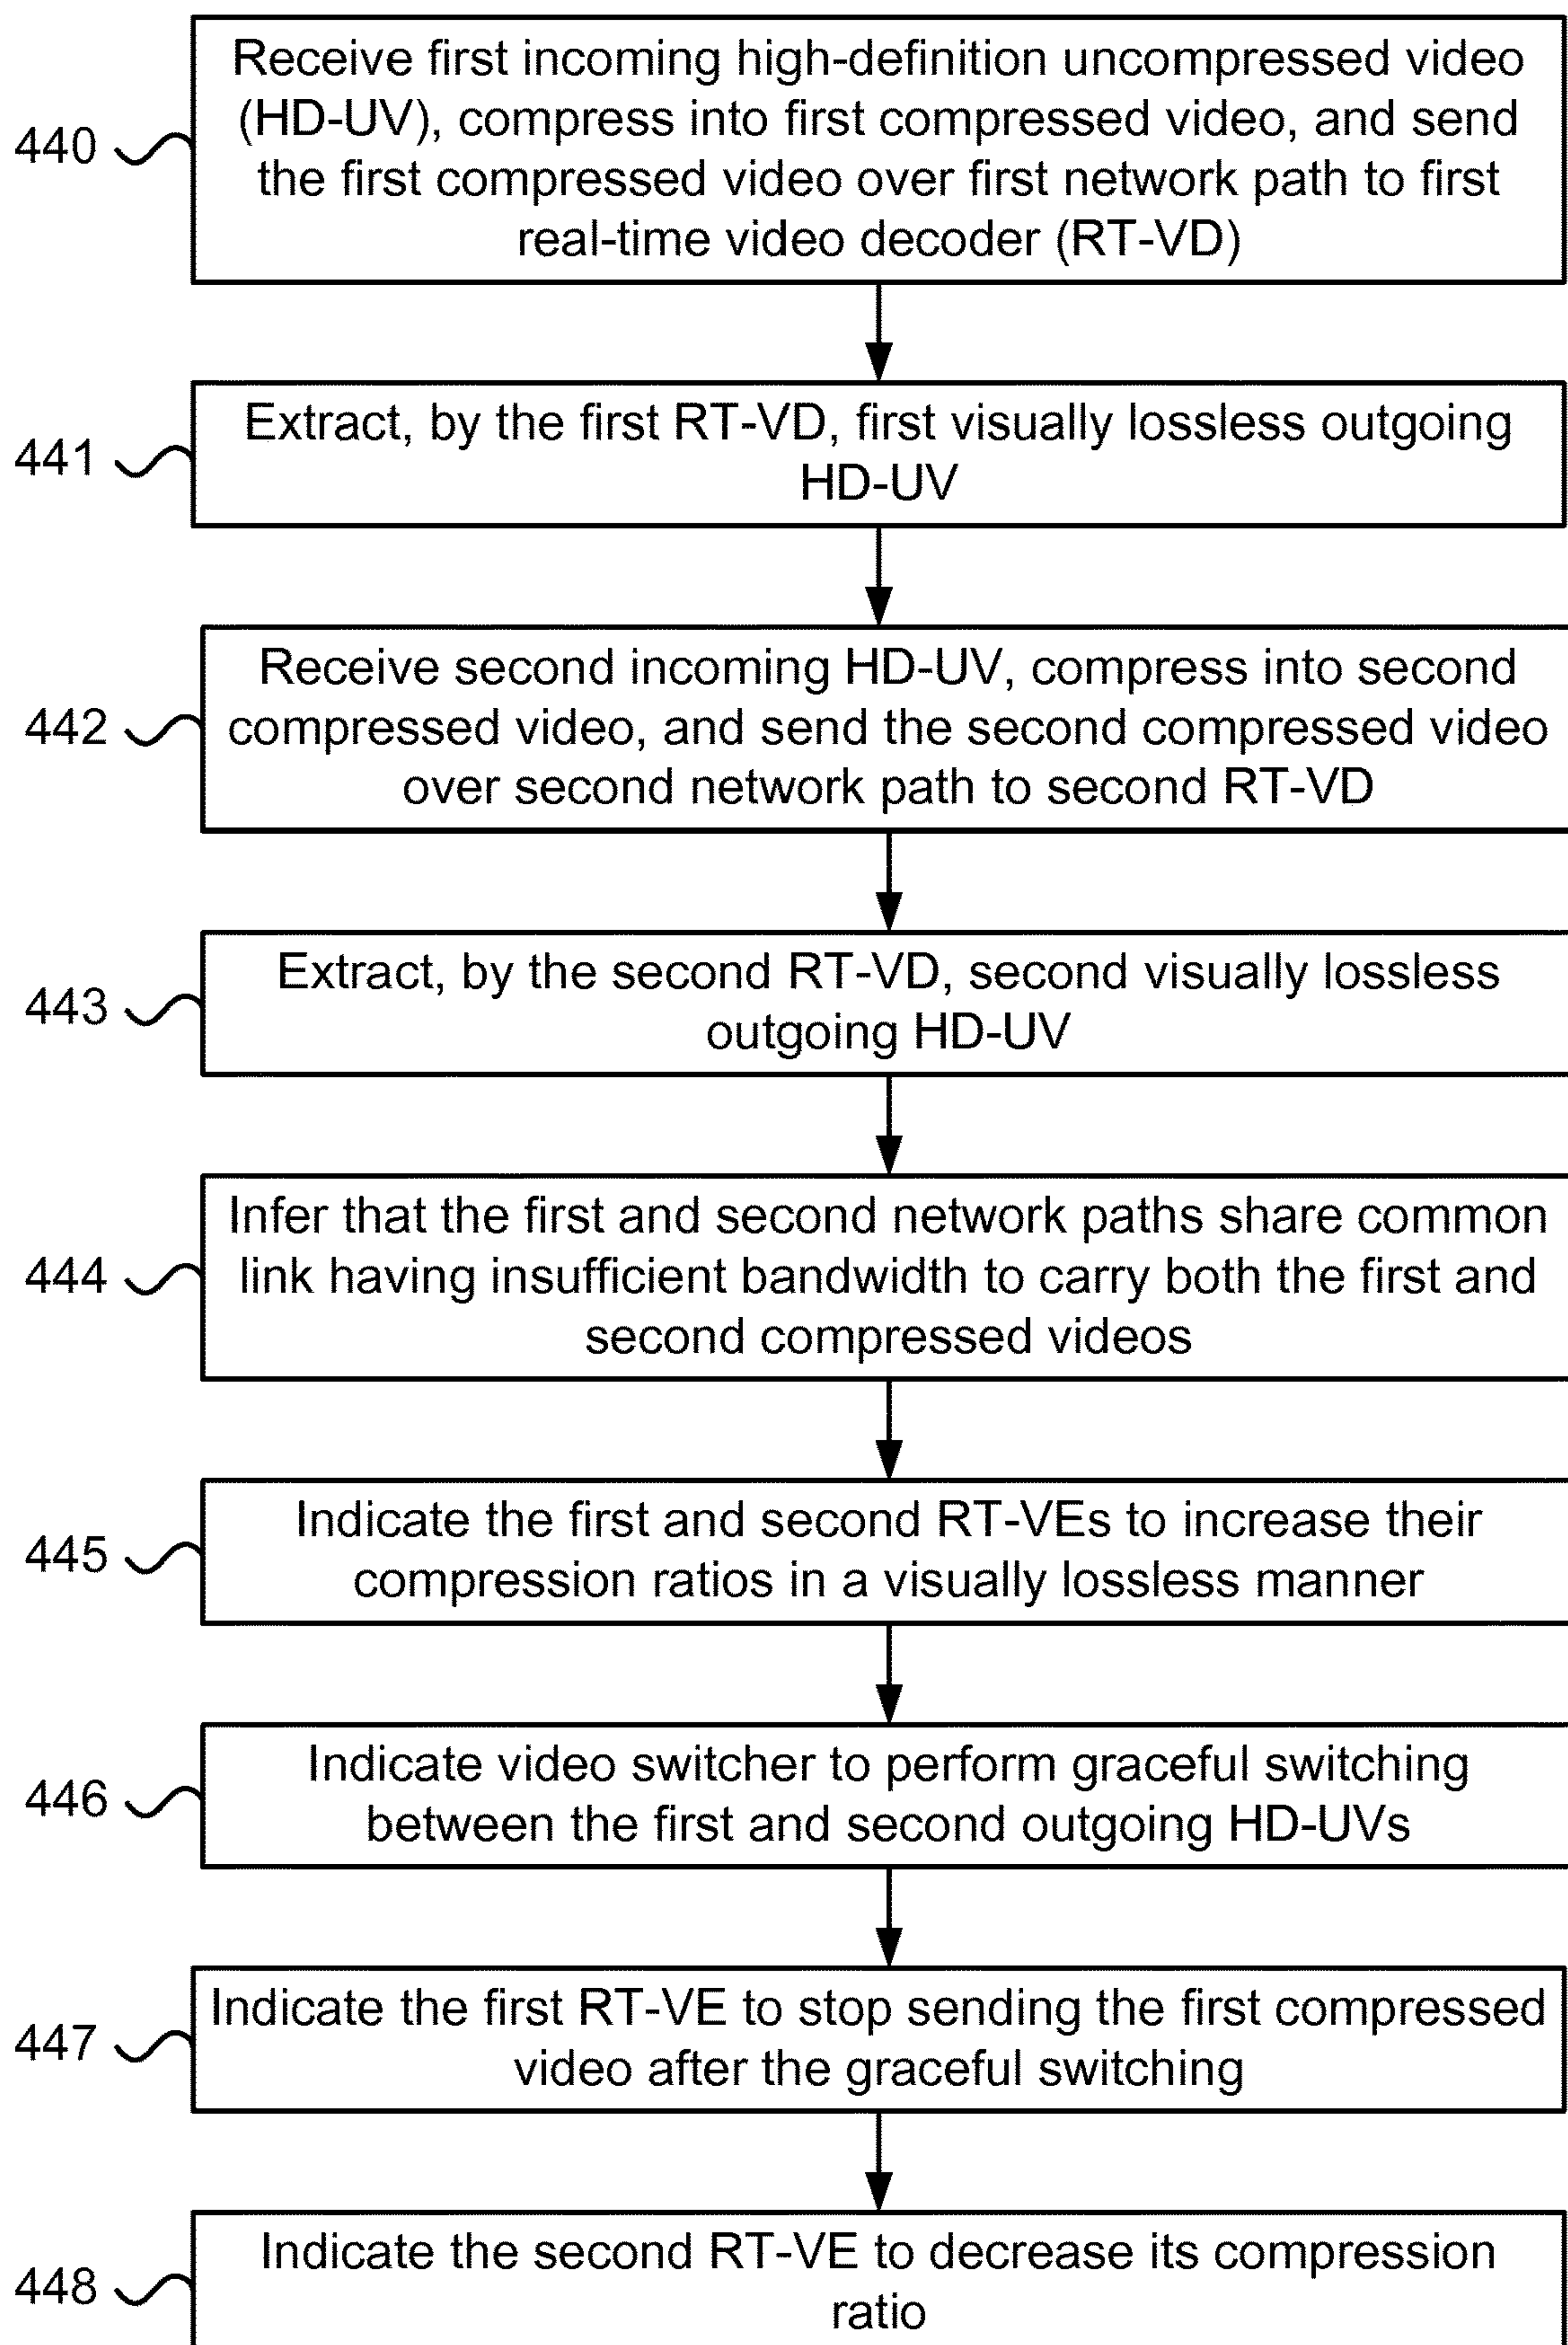 440
Receive first incoming high-definition uncompressed video
(HD-UV), compress into first compressed video, and send
the first compressed video over first network path to first
real-time video decoder (RT-VD)
441
Extract, by the first RT-VD, first visually lossless outgoing
HD-UV
442
Receive second incoming HD-UV, compress into second
compressed video, and send the second compressed video
over second network path to second RT-VD
443
Extract, by the second RT-VD, second visually lossless
outgoing HD-UV
444
Infer that the first and second network paths share common
link having insufficient bandwidth to carry both the first and
second compressed videos
445
Indicate the first and second RT-VEs to increase their
compression ratios in a visually lossless manner
446
Indicate video switcher to perform graceful switching
between the first and second outgoing HD-UVs
447
Indicate the first RT-VE to stop sending the first compressed
video after the graceful switching
448
Indicate the second RT-VE to decrease its compression
ratio